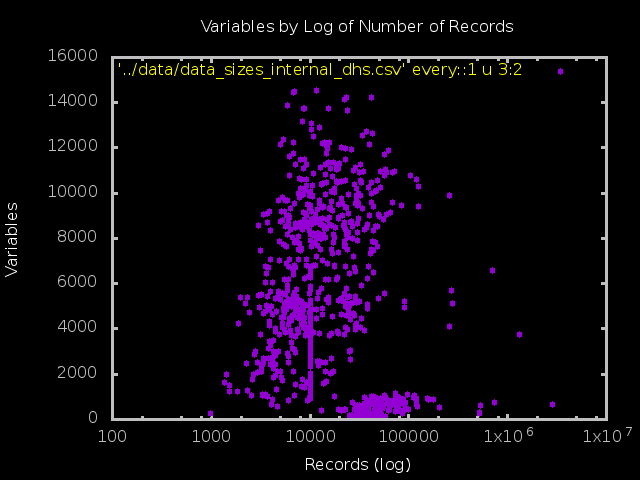 Variables by Log of Number of Records
'../data/data_sizes_internal_dhs.csv' every::1 u 3:2
16000
14000
12000
10000
8000
6000
4000
2000
0
Variables
100 1000 10000 100000 1x10^6 1x10^7
Records (log)